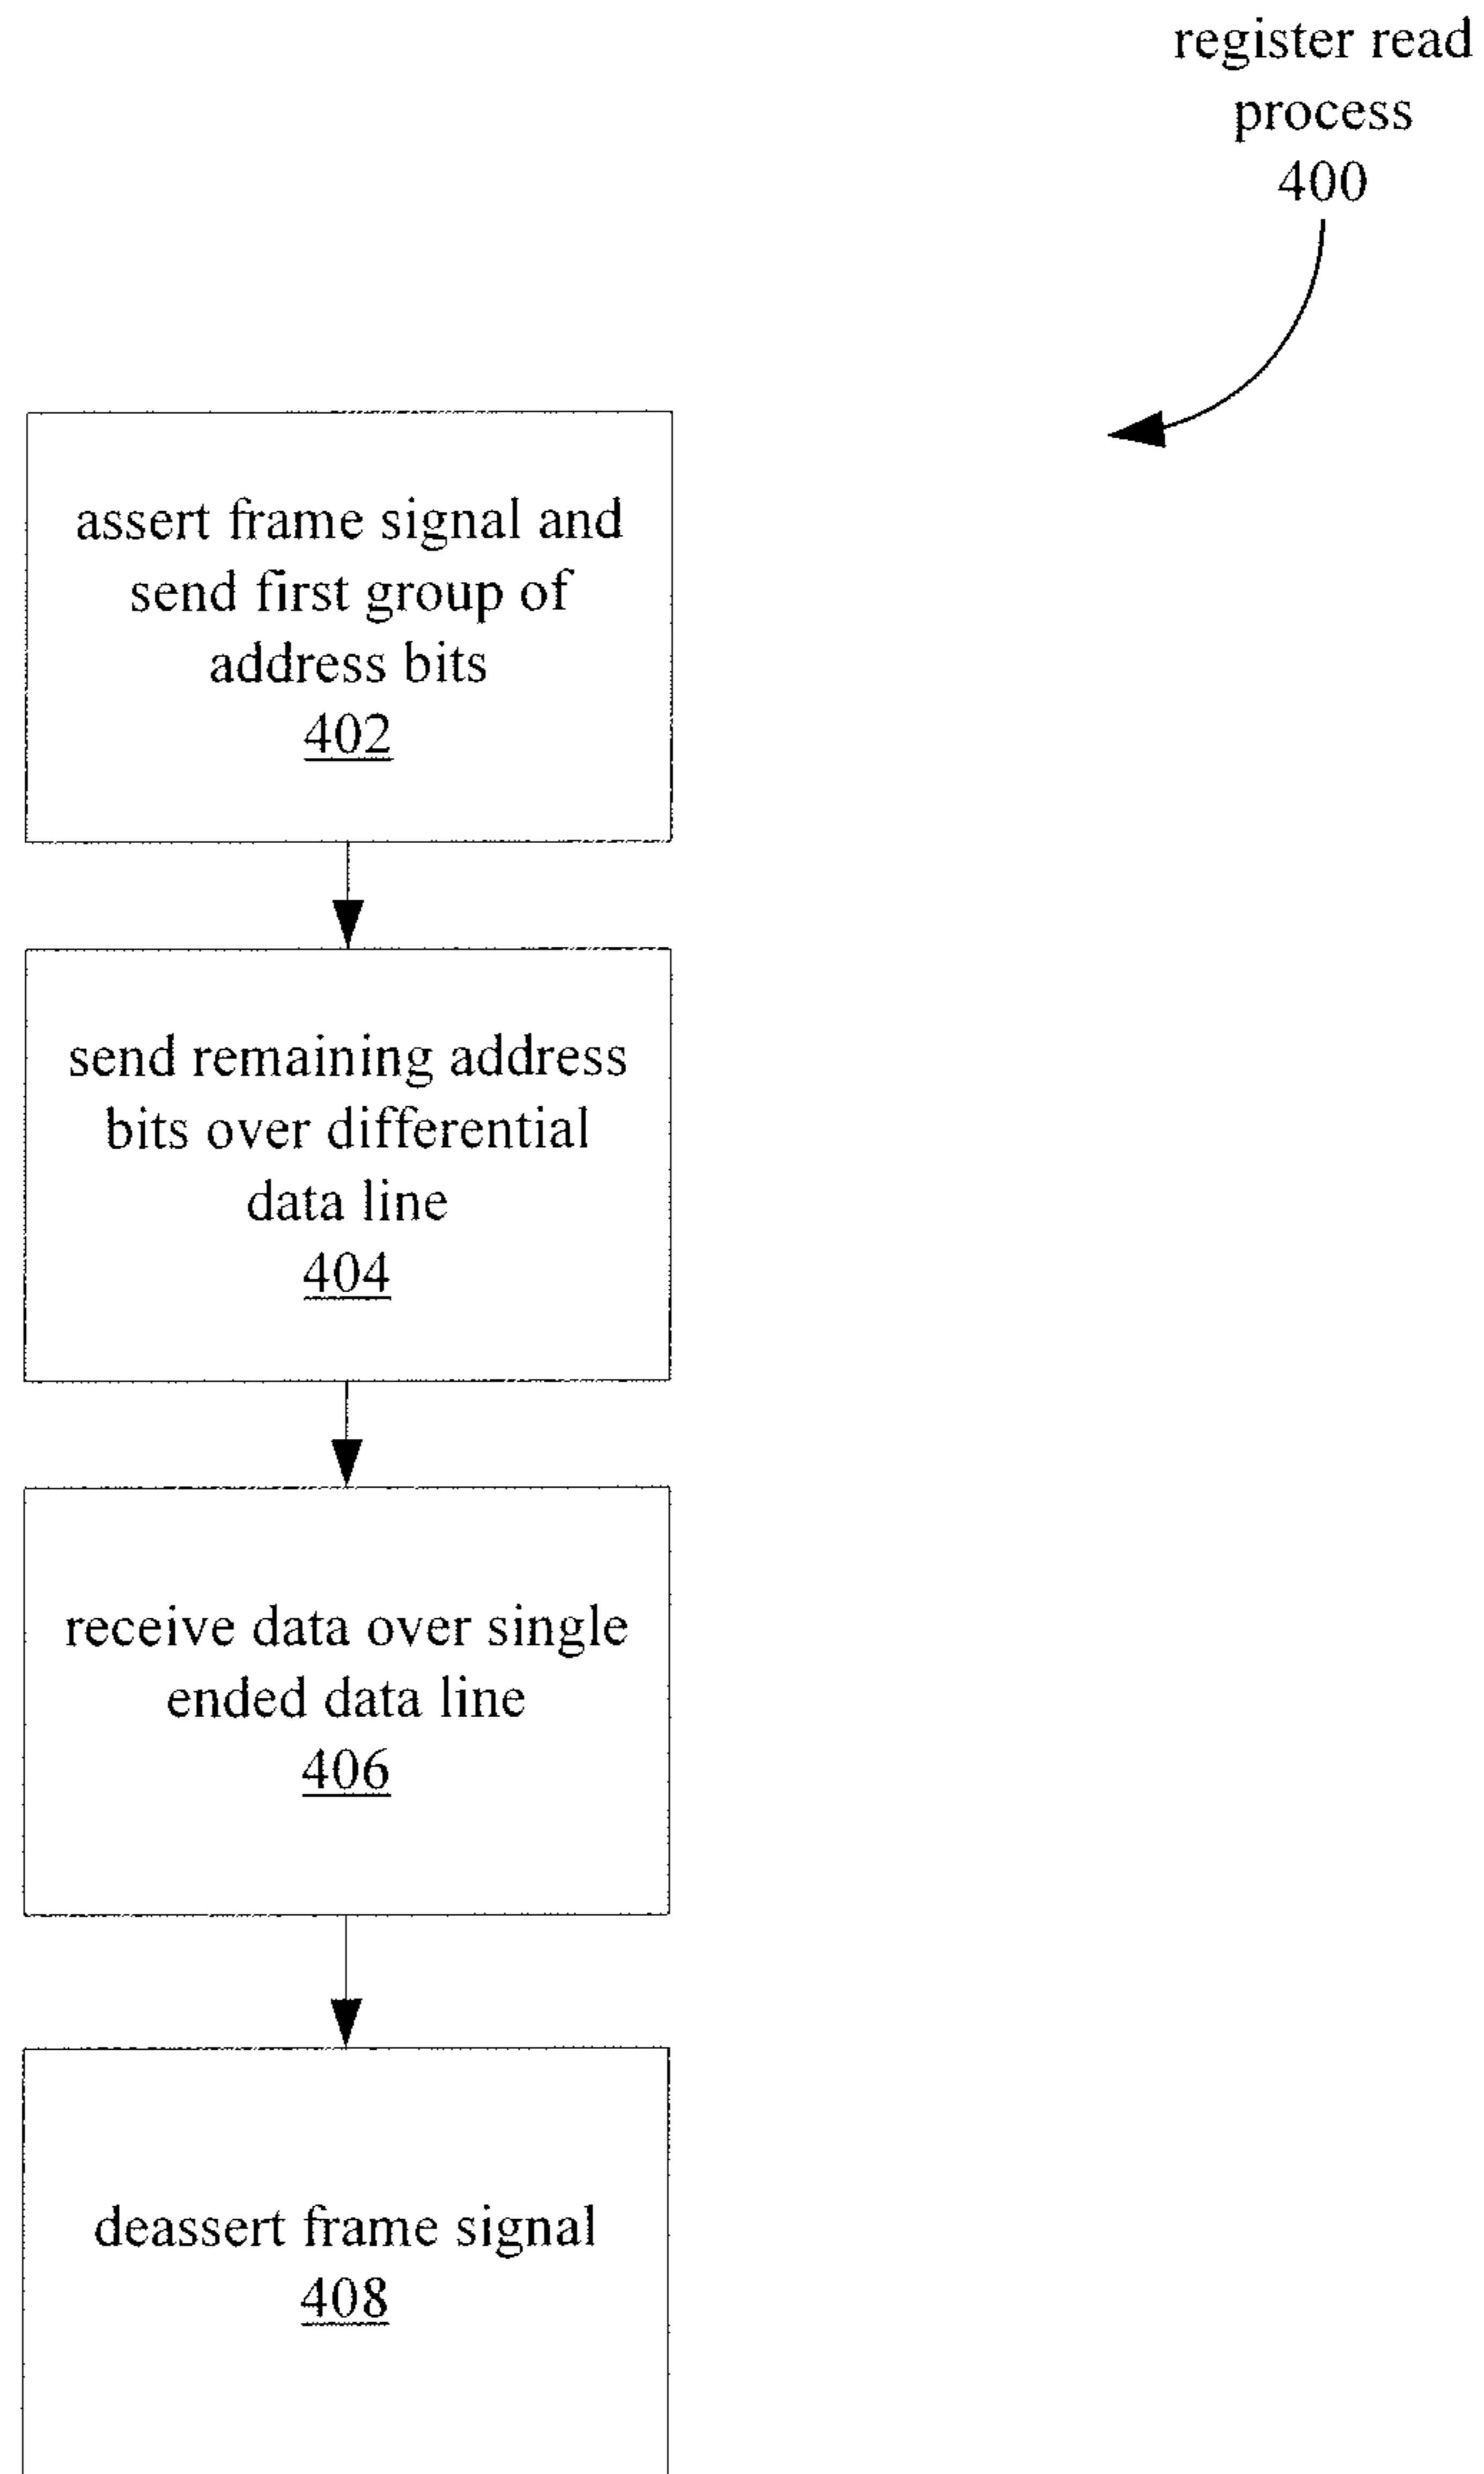 register read
process
400
assert frame signal and
send first group of
address bits
402
send remaining address
bits over differential
data line
404
receive data over single
ended data line
406
deassert frame signal
408